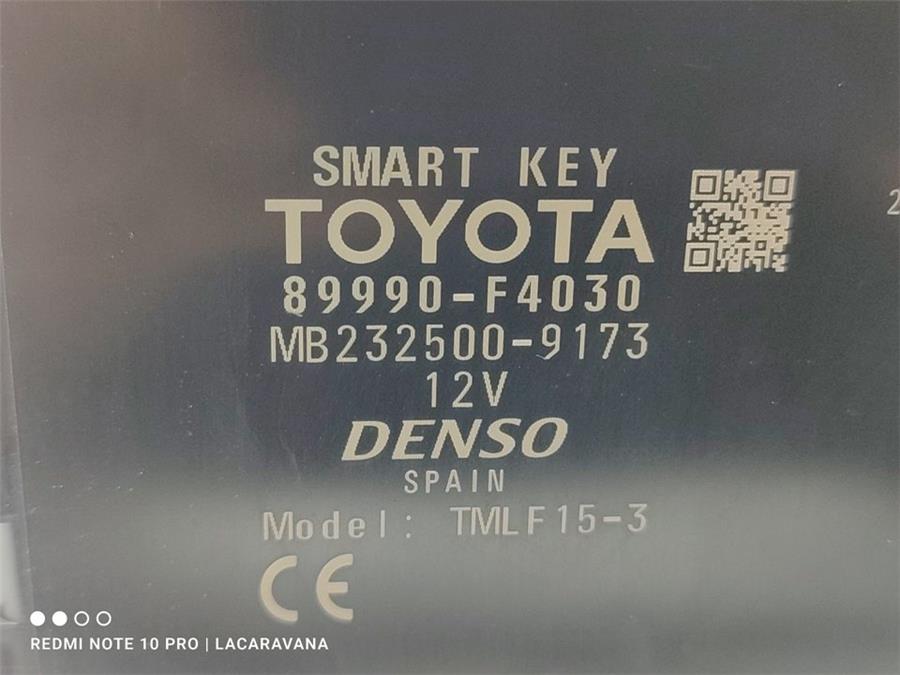 SMART KEY
TOYOTA
89990-F4030
MB232500-9173
12V
DENSO
SPAIN
Model: TMLF15-3
CE
2
REDMI NOTE 10 PRO | LACARAVANA